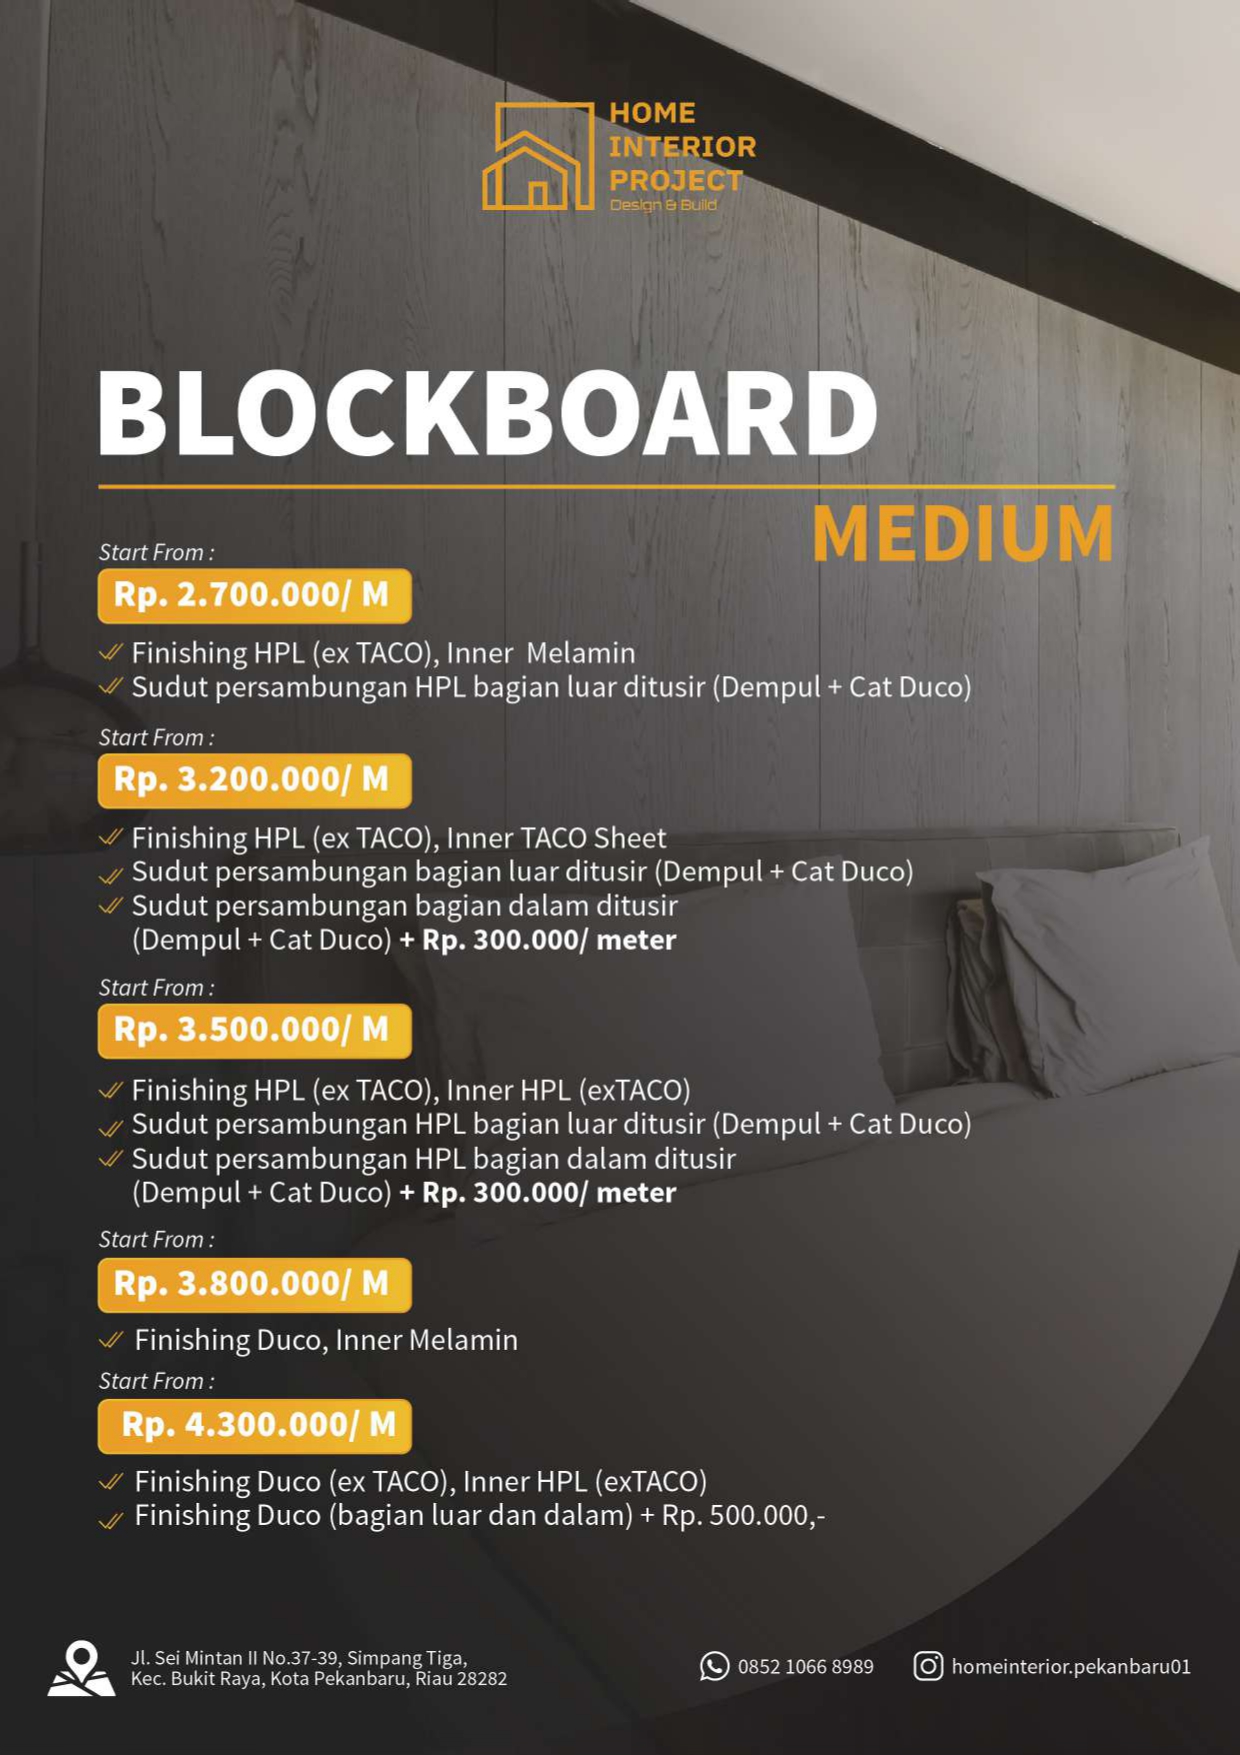 HOME
INTERIOR
PROJECT
Design & Build
BLOCKBOARD
MEDIUM
Start From :
Rp. 2.700.000/ M
Finishing HPL (ex TACO), Inner  Melamin
Sudut persambungan HPL bagian luar ditusir (Dempul + Cat Duco)
Start From :
Rp. 3.200.000/ M
Finishing HPL (ex TACO), Inner TACO Sheet
Sudut persambungan bagian luar ditusir (Dempul + Cat Duco)
Sudut persambungan bagian dalam ditusir
(Dempul + Cat Duco) + Rp. 300.000/ meter
Start From :
Rp. 3.500.000/ M
Finishing HPL (ex TACO), Inner HPL (exTACO)
Sudut persambungan HPL bagian luar ditusir (Dempul + Cat Duco)
Sudut persambungan HPL bagian dalam ditusir
(Dempul + Cat Duco) + Rp. 300.000/ meter
Start From :
Rp. 3.800.000/ M
Finishing Duco, Inner Melamin
Start From :
Rp. 4.300.000/ M
Finishing Duco (ex TACO), Inner HPL (exTACO)
Finishing Duco (bagian luar dan dalam) + Rp. 500.000,-
Jl. Sei Mintan II No.37-39, Simpang Tiga,
Kec. Bukit Raya, Kota Pekanbaru, Riau 28282
0852 1066 8989
homeinterior.pekanbaru01